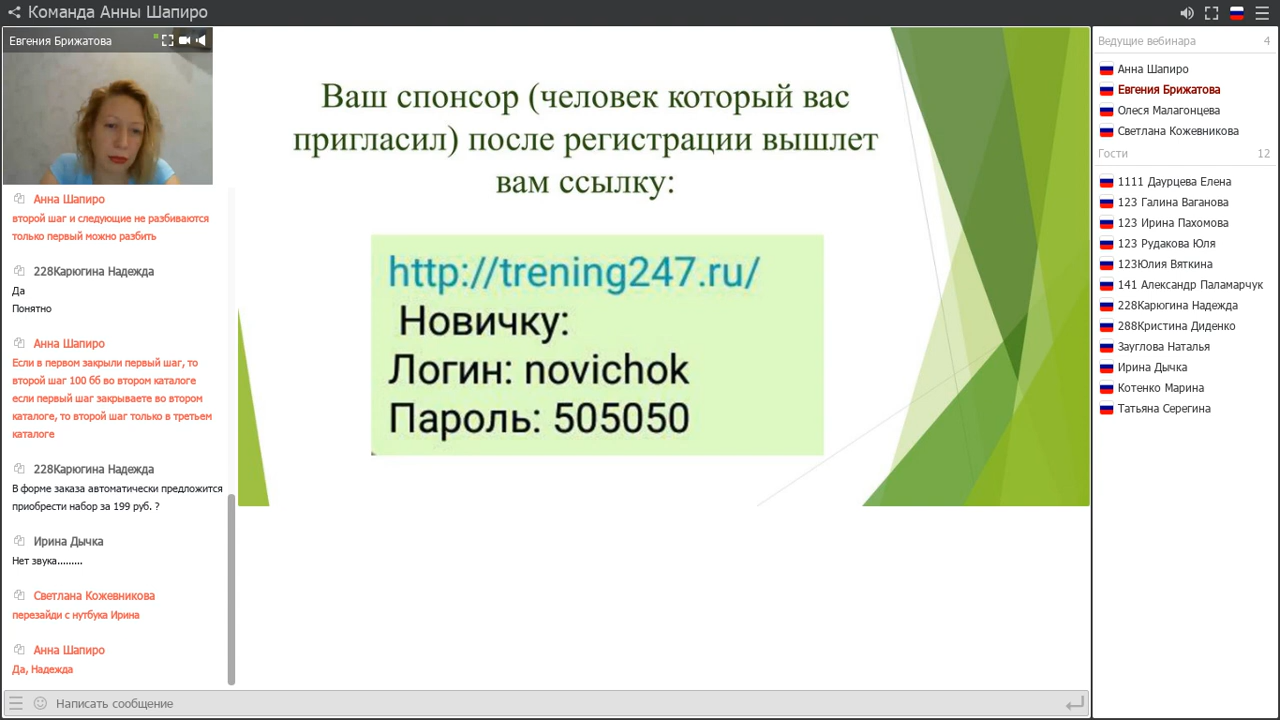 Команда Анны Шапиро
Евгения Брижатова
Анна Шапиро
второй шаг и следующие не разбиваются
только первый можно разбить
228Карюгина Надежда
Да
Понятно
Анна Шапиро
Если в первом закрыли первый шаг, то
второй шаг 100 бб во втором каталоге
если первый шаг закрываете во втором
каталоге, то второй шаг только в третьем
каталоге
228Карюгина Надежда
В форме заказа автоматически предложится
приобрести набор за 199 руб. ?
Ирина Дычка
Нет звука.........
Светлана Кожевникова
перезайди с нутбука Ирина
Анна Шапиро
Да, Надежда
Написать сообщение
Ваш спонсор (человек который вас
пригласил) после регистрации вышлет
вам ссылку:
http://trening247.ru/
Новичку:
Логин: novichok
Пароль: 505050
Ведущие вебинара 4
Анна Шапиро
Евгения Брижатова
Олеся Малагонцева
Светлана Кожевникова
Гости 12
1111 Даурцева Елена
123 Галина Ваганова
123 Ирина Пахомова
123 Рудакова Юля
123Юлия Вяткина
141 Александр Паламарчук
228Карюгина Надежда
288Кристина Диденко
Зауглова Наталья
Ирина Дычка
Котенко Марина
Татьяна Серегина